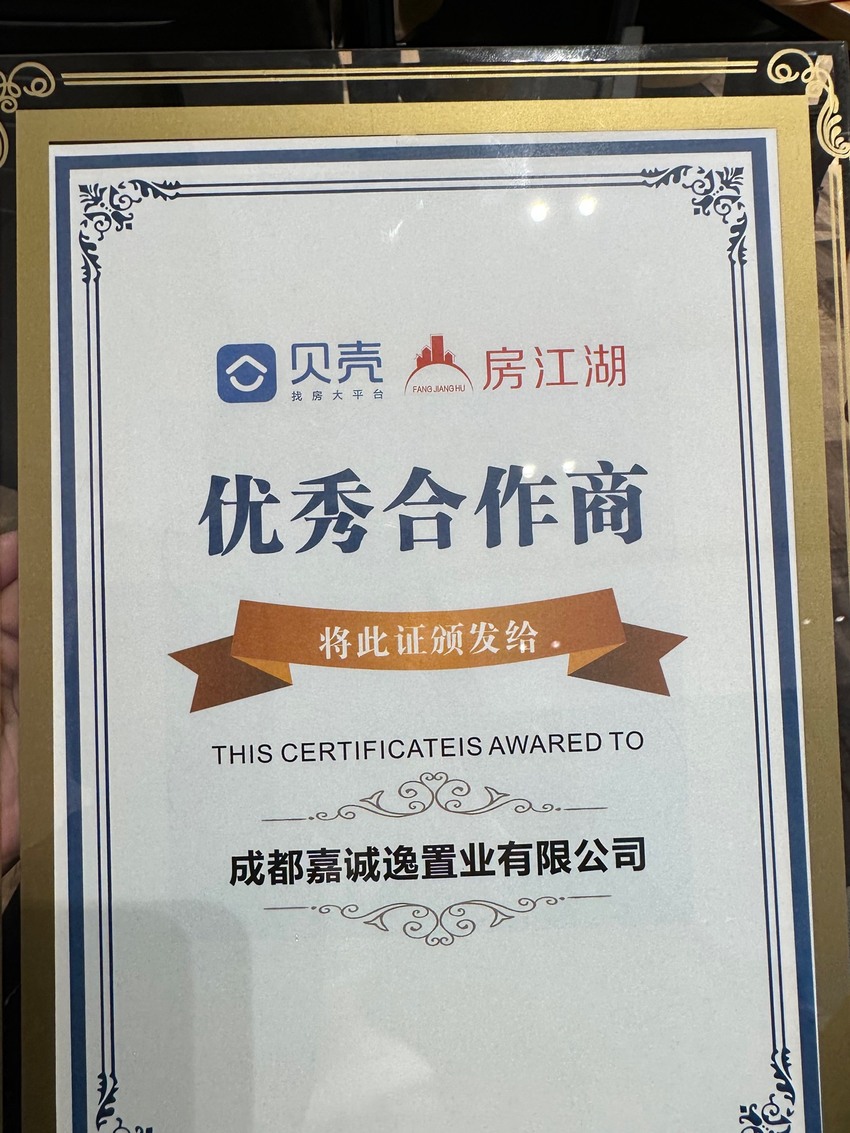 贝壳 房江湖
找房大平台 FANG JIANG HU
优秀合作商
将此证颁发给
THIS CERTIFICATEIS AWARED TO
成都嘉诚逸置业有限公司